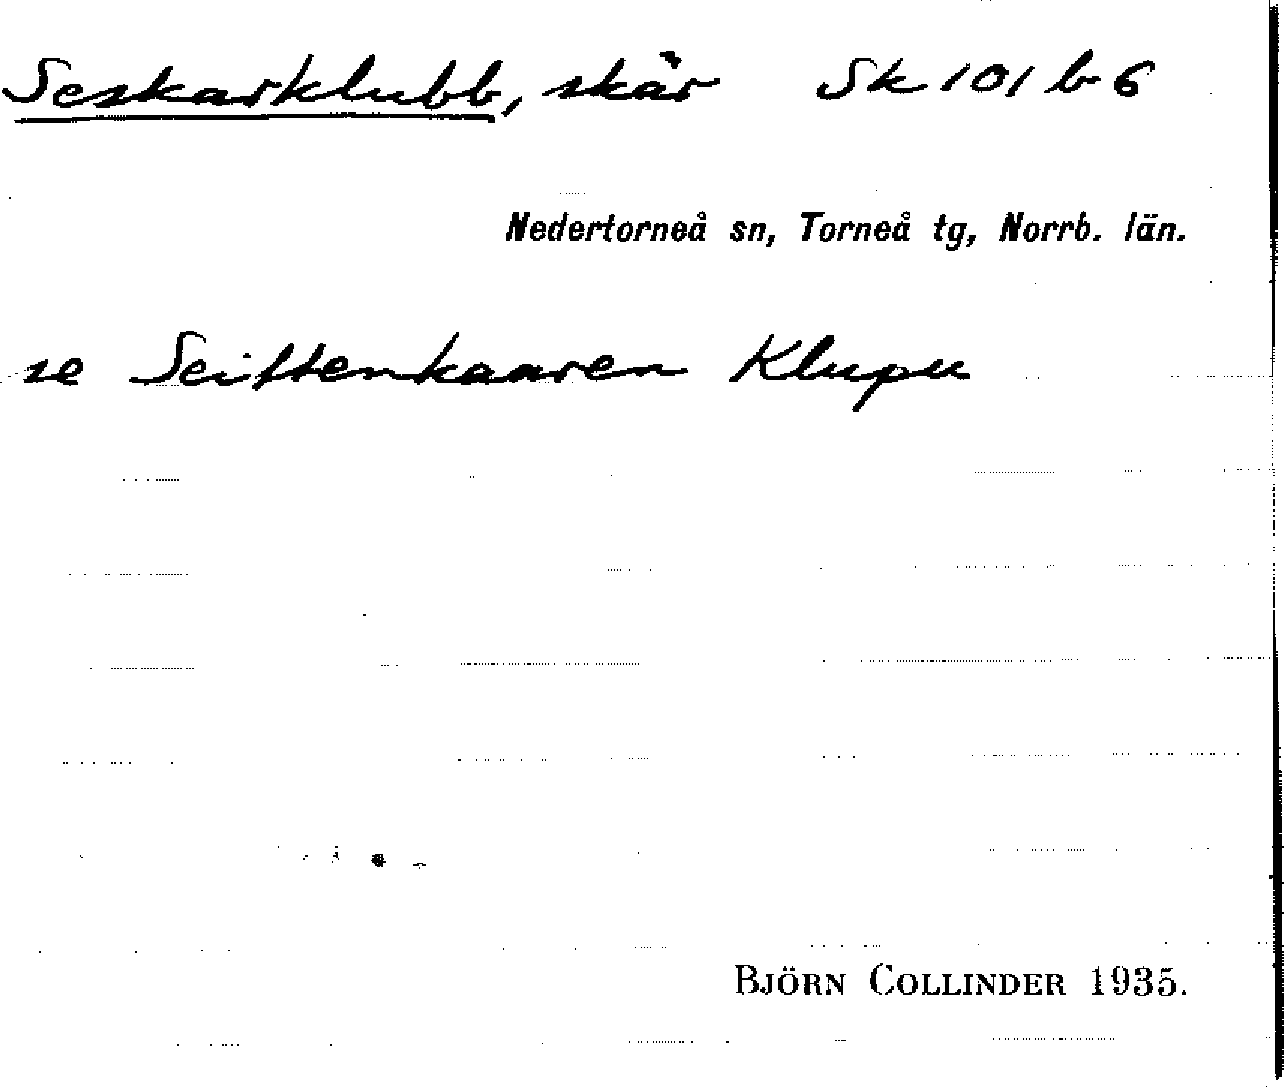 Seskarklubb, skär Sk 101 b 6
Nedertorneå sn, Torneå tg, Norrb. län.
se Seittenkaaren Klupu
BJÖRN COLLINDER 1935.